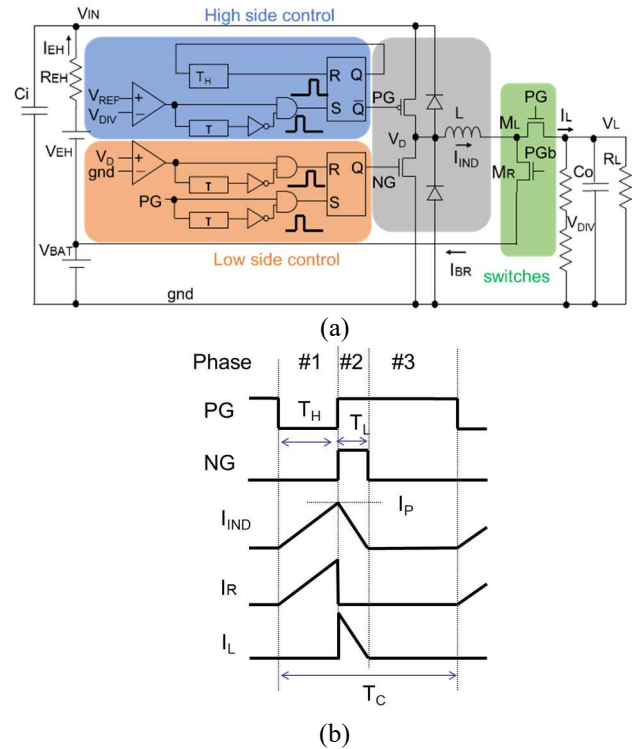 High side control
VIN
IEH
REH
Ci
VREF
VDIV
TH
T
R Q
S Q
PG
VEH
VD
gnd
T
PG
T
R Q
S
NG
VD
L
IIND
ML
PG
IL
VL
MR
PGb
Co
RL
VDIV
VBAT
Low side control
IBR
switches
gnd
(a)
Phase #1 #2 #3
PG
TH
TL
NG
IP
IIND
IR
IL
TC
(b)